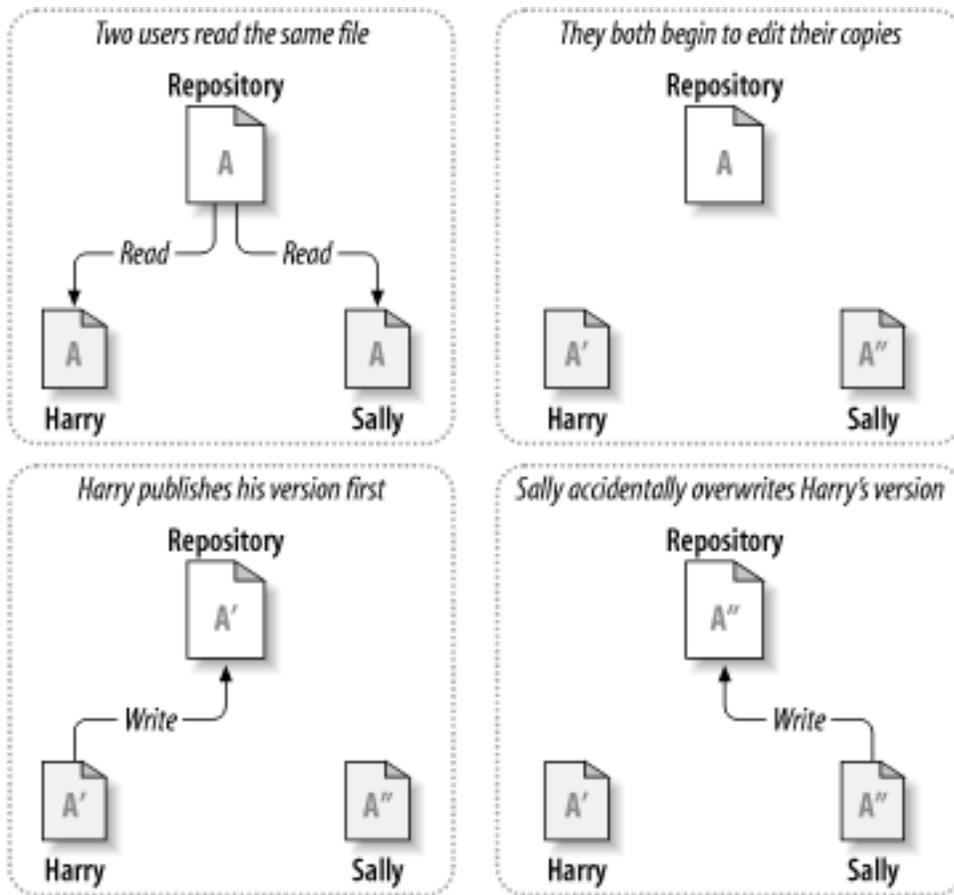 Two users read the same file
Repository
A
Read
Read
A
A
Harry
Sally
They both begin to edit their copies
Repository
A
A′
A″
Harry
Sally
Harry publishes his version first
Repository
A′
Write
A′
A″
Harry
Sally
Sally accidentally overwrites Harry’s version
Repository
A″
Write
A′
A″
Harry
Sally